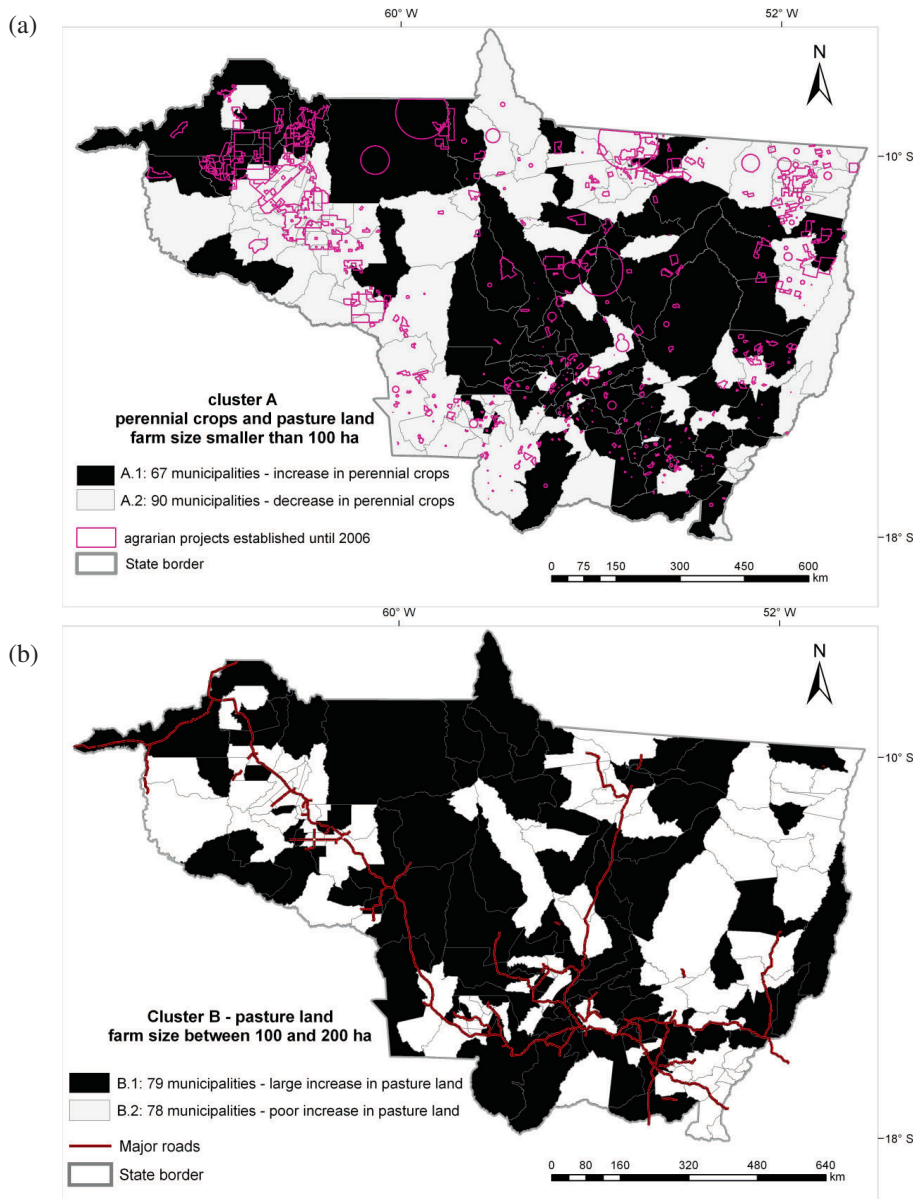 (a)
60° W
52° W
N
10° S
cluster A
perennial crops and pasture land
farm size smaller than 100 ha
A.1: 67 municipalities - increase in perennial crops
A.2: 90 municipalities - decrease in perennial crops
agrarian projects established until 2006
State border
18° S
0 75 150 300 450 600
km
(b)
60° W
52° W
N
10° S
Cluster B - pasture land
farm size between 100 and 200 ha
B.1: 79 municipalities - large increase in pasture land
B.2: 78 municipalities - poor increase in pasture land
Major roads
State border
18° S
0 80 160 320 480 640
km